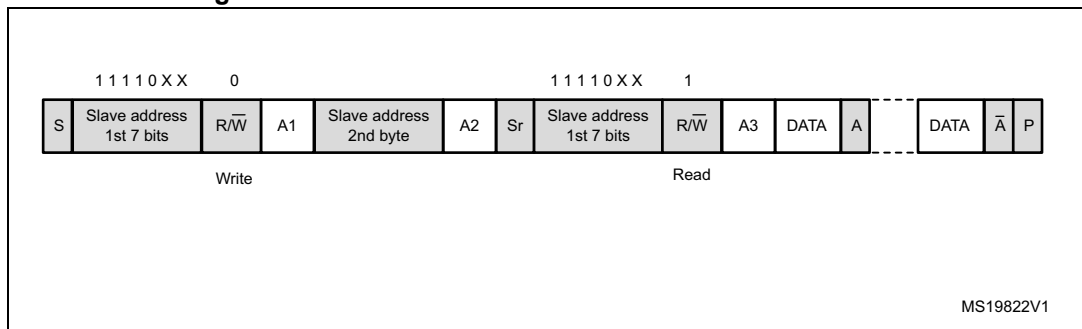 11110XX 0 11110XX 1
S Slave address 1st 7 bits R/W̅ A1 Slave address 2nd byte A2 Sr Slave address 1st 7 bits R/W̅ A3 DATA A DATA A̅ P
Write Read
MS19822V1